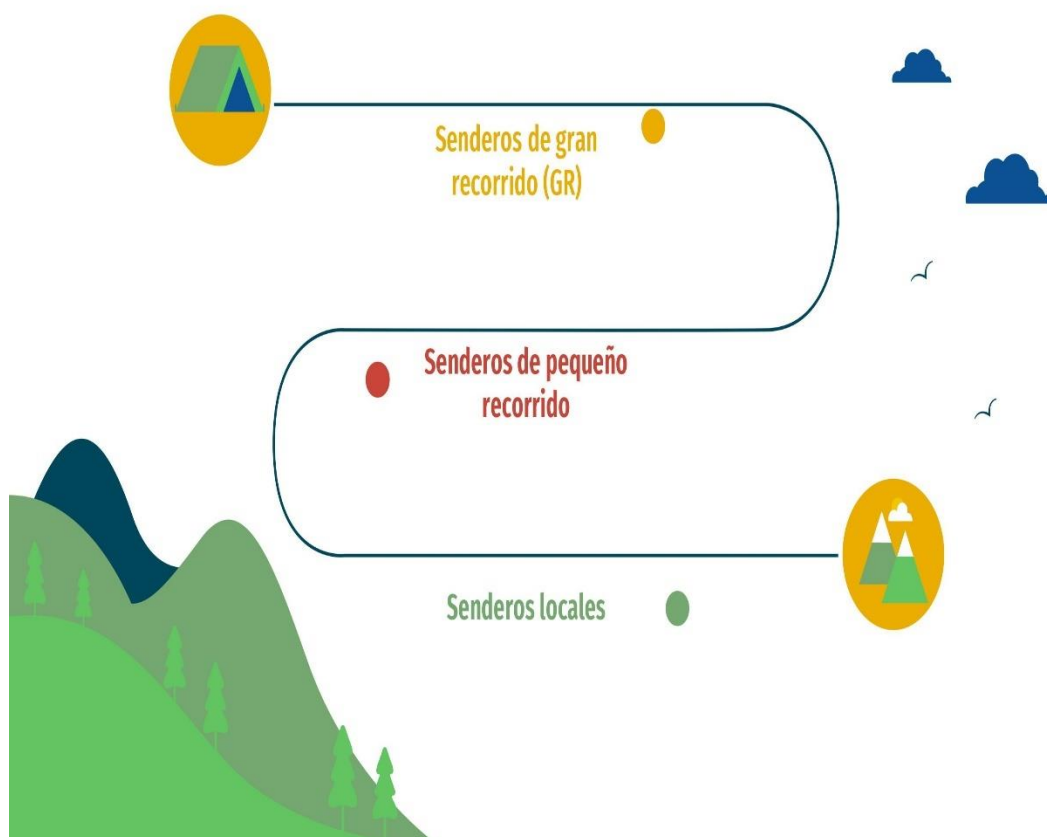 Senderos de gran
recorrido (GR)
Senderos de pequeño
recorrido
Senderos locales